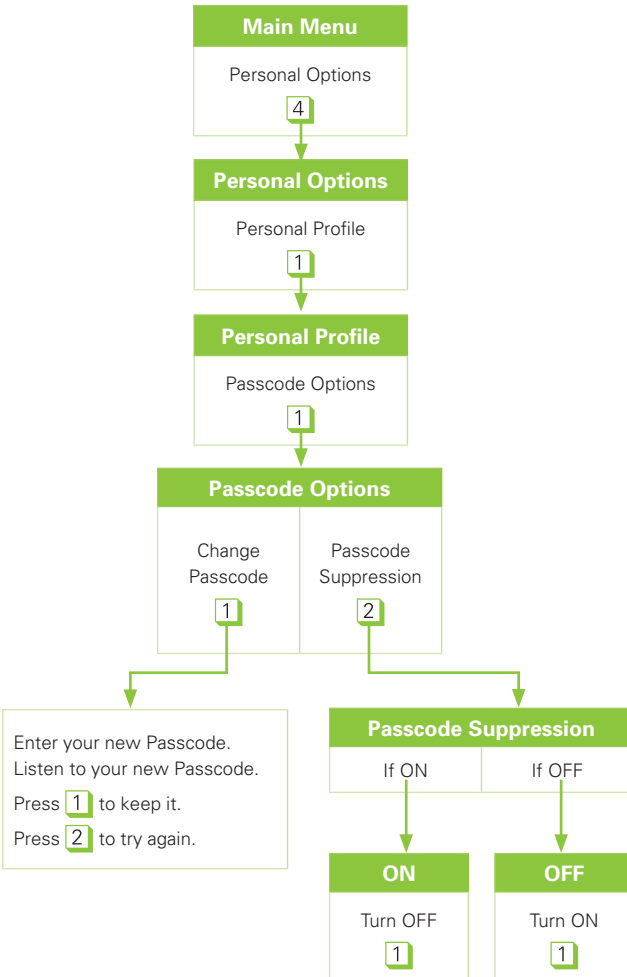 Main Menu
Personal Options
4
Personal Options
Personal Profile
1
Personal Profile
Passcode Options
1
Passcode Options
Change
Passcode
1
Passcode
Suppression
2
Enter your new Passcode.
Listen to your new Passcode.
Press 1 to keep it.
Press 2 to try again.
Passcode Suppression
If ON
If OFF
ON
Turn OFF
1
OFF
Turn ON
1